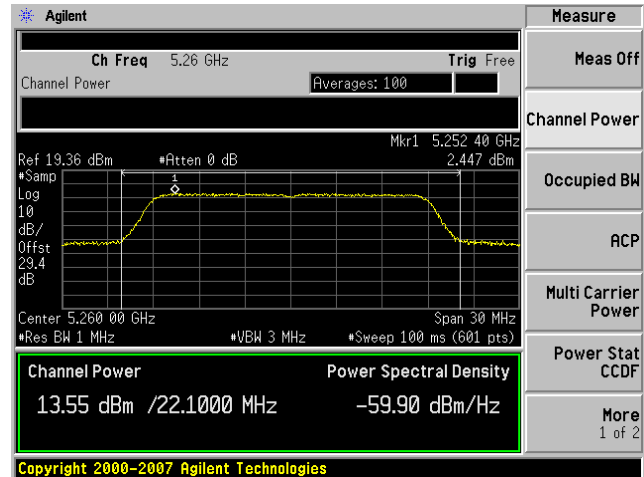 Agilent
Measure
Ch Freq 5.26 GHz Trig Free
Channel Power Averages: 100
Mkr1 5.252 40 GHz
Ref 19.36 dBm #Atten 0 dB 2.447 dBm
#Samp
Log
10
dB/
Offst
29.4
dB
1
Center 5.260 00 GHz Span 30 MHz
#Res BW 1 MHz #VBW 3 MHz #Sweep 100 ms (601 pts)
Channel Power Power Spectral Density
13.55 dBm /22.1000 MHz -59.90 dBm/Hz
Meas Off
Channel Power
Occupied BW
ACP
Multi Carrier
Power
Power Stat
CCDF
More
1 of 2
Copyright 2000-2007 Agilent Technologies